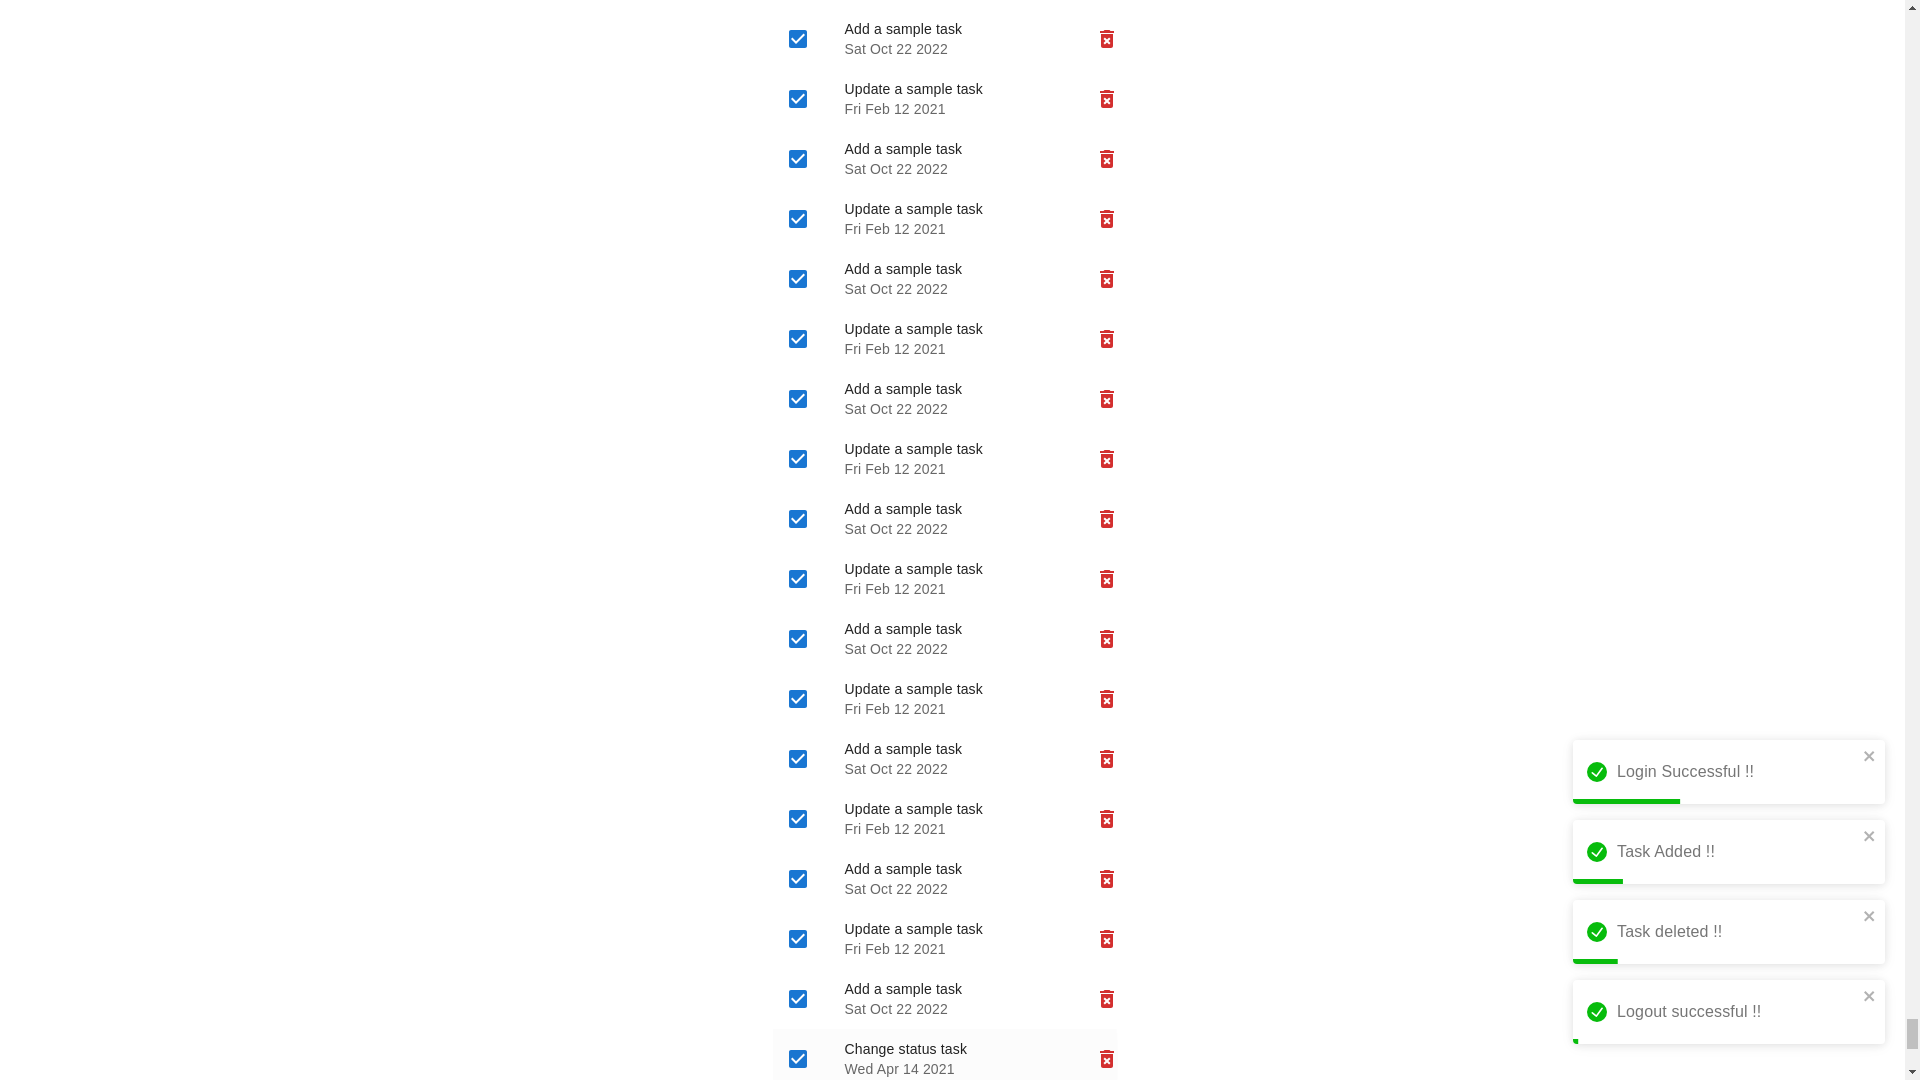 Add a sample task
Sat Oct 22 2022
Update a sample task
Fri Feb 12 2021
Add a sample task
Sat Oct 22 2022
Update a sample task
Fri Feb 12 2021
Add a sample task
Sat Oct 22 2022
Update a sample task
Fri Feb 12 2021
Add a sample task
Sat Oct 22 2022
Update a sample task
Fri Feb 12 2021
Add a sample task
Sat Oct 22 2022
Update a sample task
Fri Feb 12 2021
Add a sample task
Sat Oct 22 2022
Update a sample task
Fri Feb 12 2021
Add a sample task
Sat Oct 22 2022
Update a sample task
Fri Feb 12 2021
Add a sample task
Sat Oct 22 2022
Update a sample task
Fri Feb 12 2021
Add a sample task
Sat Oct 22 2022
Change status task
Wed Apr 14 2021
Login Successful !!
Task Added !!
Task deleted !!
Logout successful !!